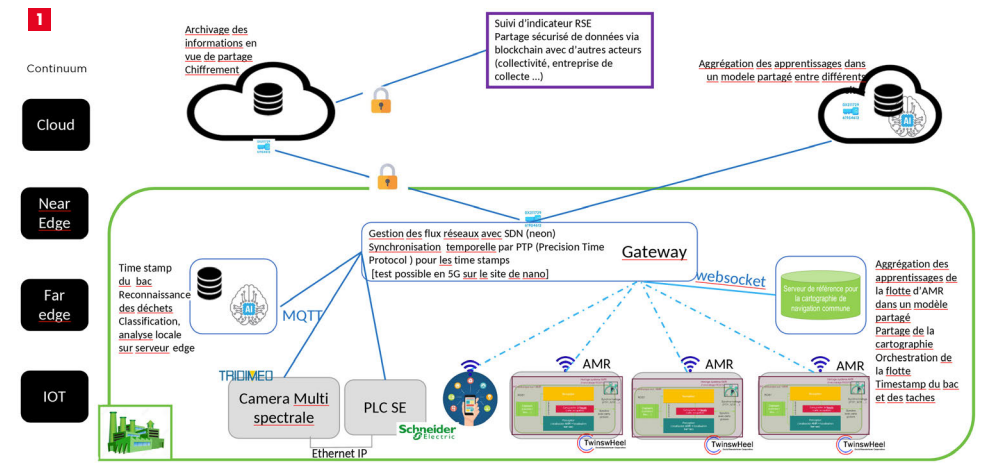 1
Archivage des
informations en
vue de partage
Chiffrement
Suivi d'indicateur RSE
Partage sécurisé de données via
blockchain avec d'autres acteurs
(collectivité, entreprise de
collecte ...)
Aggrégation des apprentissages dans
un modele partagé entre différents
Continuum
Cloud
AI
Near
Edge
Gestion des flux réseaux avec SDN (neon)
Synchronisation temporelle par PTP (Precision Time
Protocol ) pour les time stamps
[test possible en 5G sur le site de nano]
Gateway
websocket
Time stamp
du bac
Reconnaissance
des déchets
Classification,
analyse locale
sur serveur edge
AI
MQTT
Serveur de référence pour
la cartographie de
navigation commune
Aggrégation des
apprentissages de
la flotte d'AMR
dans un modèle
partagé
Partage de la
cartographie
Orchestration de
la flotte
Timestamp du bac
et des taches
Far
edge
IOT
TRIDIMEO
Camera Multi
spectrale
PLC SE
Schneider
Electric
Ethernet IP
AMR
AMR
AMR
TwinswHeel
TwinswHeel
TwinswHeel